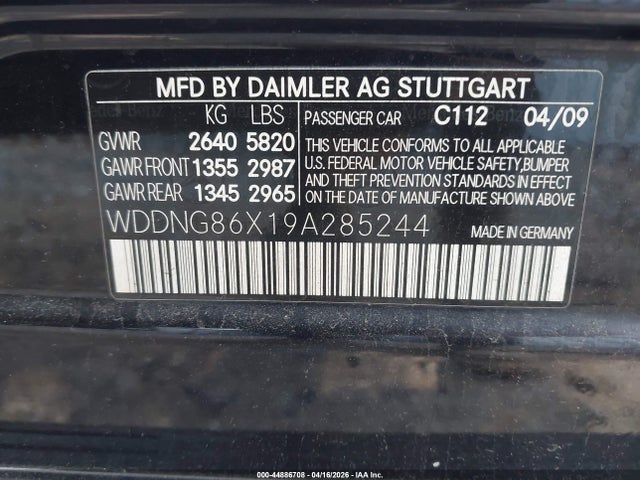 MFD BY DAIMLER AG STUTTGART
KG LBS
GVWR 2640 5820
GAWR FRONT 1355 2987
GAWR REAR 1345 2965
PASSENGER CAR C112 04/09
THIS VEHICLE CONFORMS TO ALL APPLICABLE
U.S. FEDERAL MOTOR VEHICLE SAFETY, BUMPER
AND THEFT PREVENTION STANDARDS IN EFFECT
ON THE DATE OF MANUFACTURE SHOWN ABOVE
WDDNG86X19A285244 MADE IN GERMANY
© 44886708 - 04/16/2026 - IAA Inc.